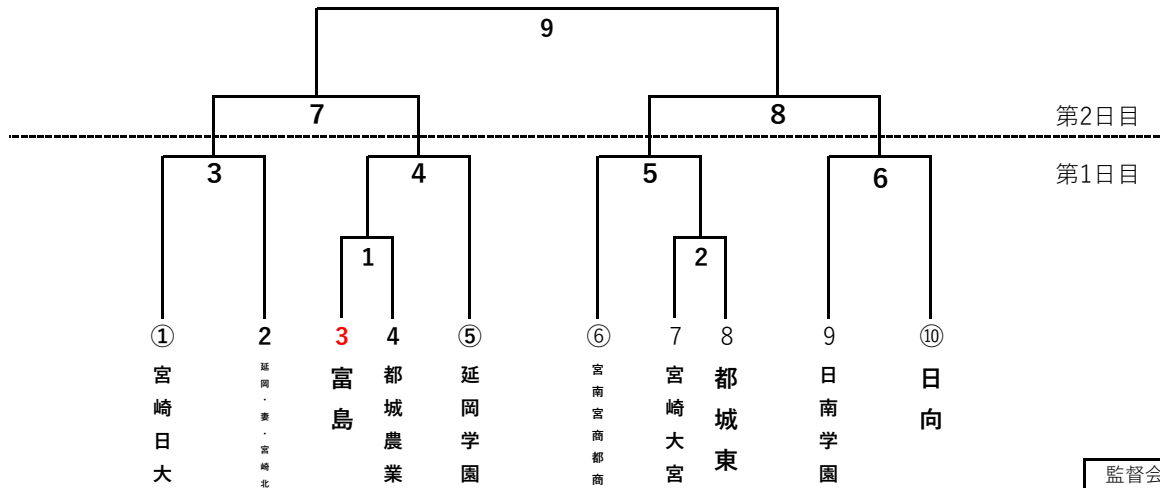 9
7
8
第2日目
3
4
5
6
第1日目
1
2
①
2
3
4
⑤
⑥
7
8
9
⑩
宮崎日大
延岡・妻・宮崎北
富島
都城農業
延岡学園
宮南宮商都商
宮崎大宮
都城東
日南学園
日向
監督会